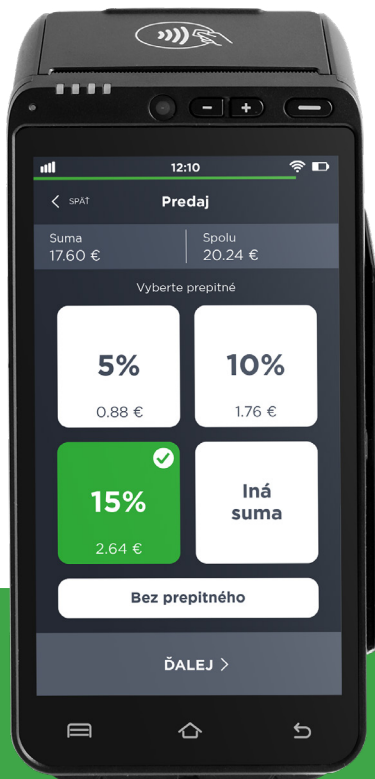 12:10
SPÄŤ
Predaj
Suma
17.60 €
Spolu
20.24 €
Vyberte prepitné
5%
0.88 €
10%
1.76 €
15%
2.64 €
Iná
suma
Bez prepitného
ĎALEJ >